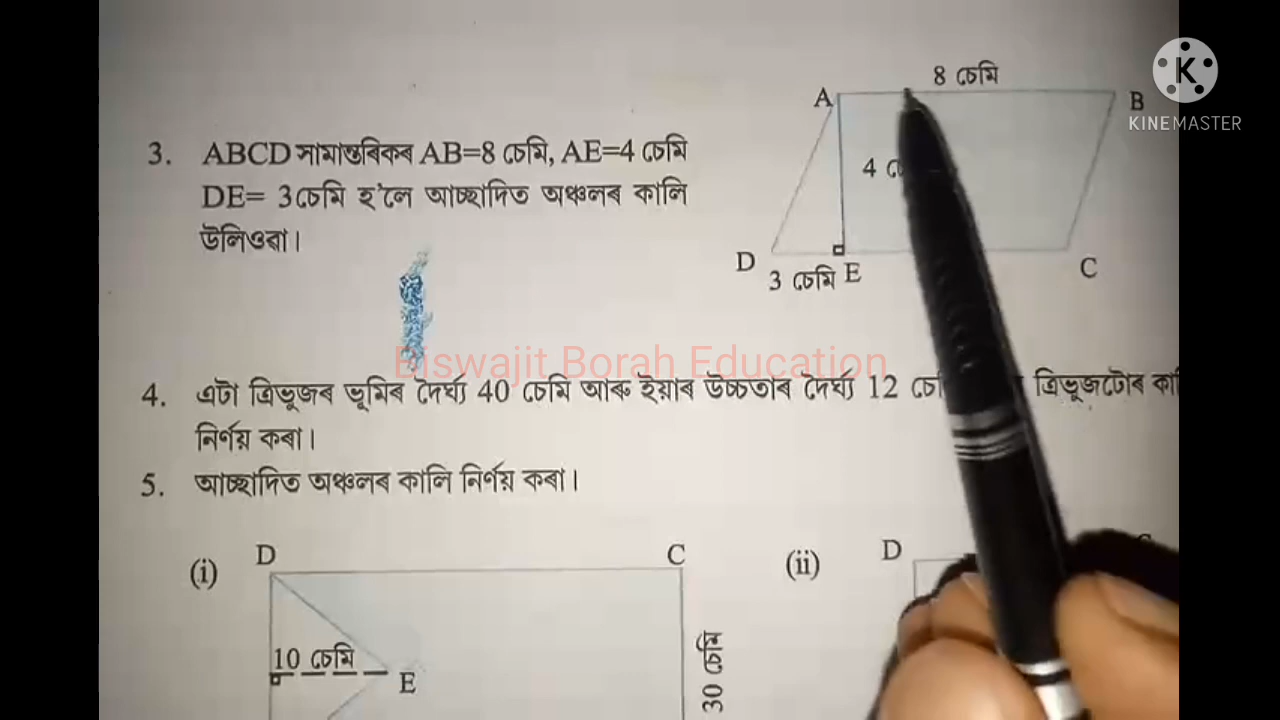 8 চেমি
A
B
K
KINEMASTER
3. ABCD সামান্তৰিকৰ AB=8 চেমি, AE=4 চেমি
4
DE= 3চেমি হ'লে আচ্ছাদিত অঞ্চলৰ কালি
উলিওৱা।
D
3 চেমি E
C
Biswajit Borah Education
4. এটা ত্ৰিভুজৰ ভূমিৰ দৈৰ্ঘ্য 40 চেমি আৰু ইয়াৰ উচ্চতাৰ দৈৰ্ঘ্য 12 ত্ৰিভুজটোৰ
নিৰ্ণয় কৰা।
5. আচ্ছাদিত অঞ্চলৰ কালি নিৰ্ণয় কৰা।
(i) D C (ii) D
10 চেমি
E
30 চেমি